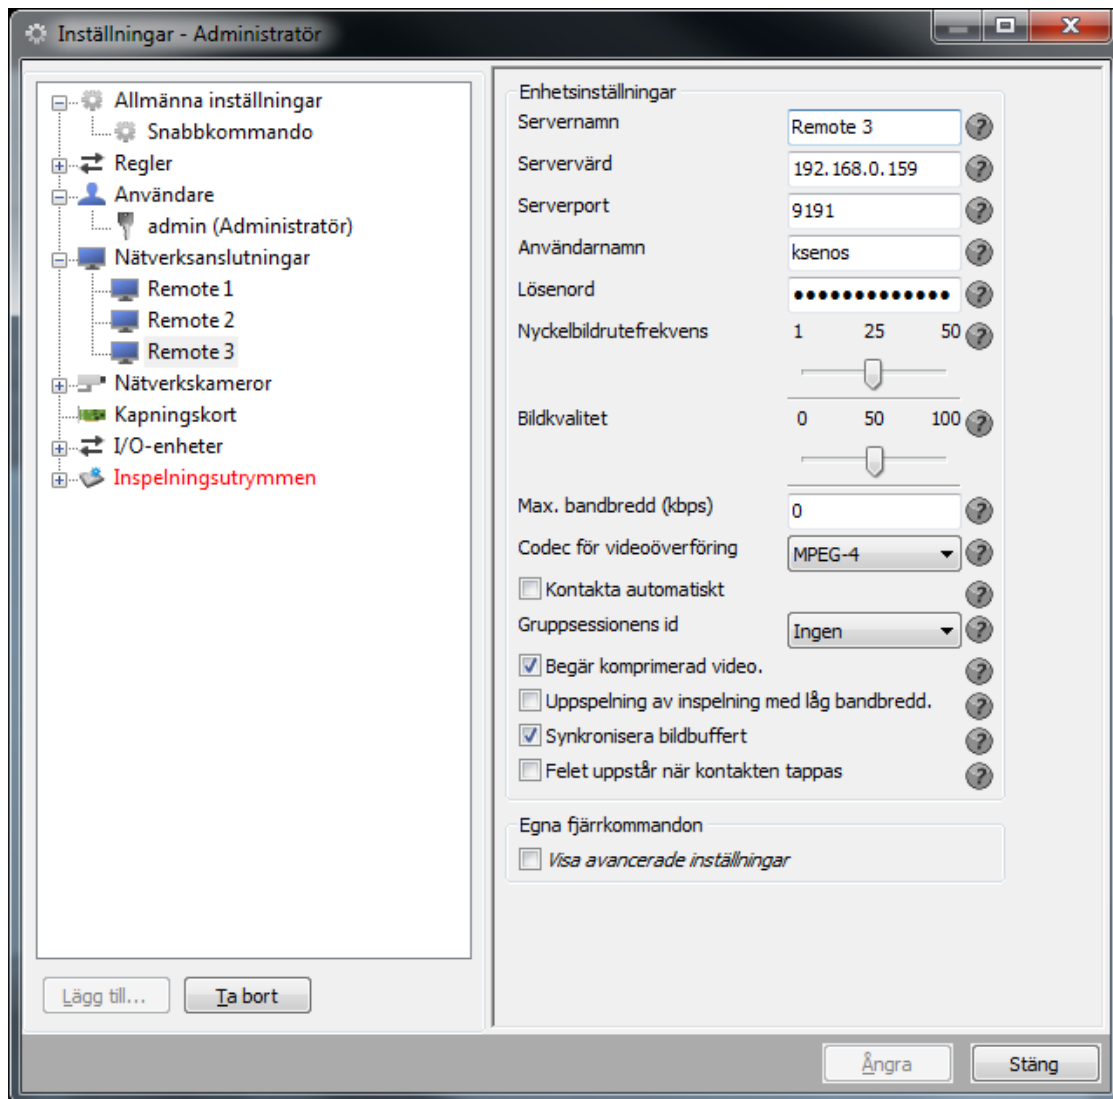 Inställningar - Administratör
Allmänna inställningar
Snabbkommando
Regler
Användare
admin (Administratör)
Nätverksanslutningar
Remote 1
Remote 2
Remote 3
Nätverkskameror
Kapningskort
I/O-enheter
Inspelningsutrymmen
Lägg till...
Ta bort
Enhetsinställningar
Servernamn Remote 3 ?
Servervärd 192.168.0.159 ?
Serverport 9191 ?
Användarnamn ksenos ?
Lösenord ●●●●●●●●●●●●● ?
Nyckelbildrutefrekvens 1 25 50 ?
Bildkvalitet 0 50 100 ?
Max. bandbredd (kbps) 0 ?
Codec för videoöverföring MPEG-4 ?
Kontakta automatiskt ?
Gruppsessionens id Ingen ?
Begär komprimerad video. ?
Uppspelning av inspelning med låg bandbredd. ?
Synkronisera bildbuffert ?
Felet uppstår när kontakten tappas ?
Egna fjärrkommandon
Visa avancerade inställningar
Ångra
Stäng